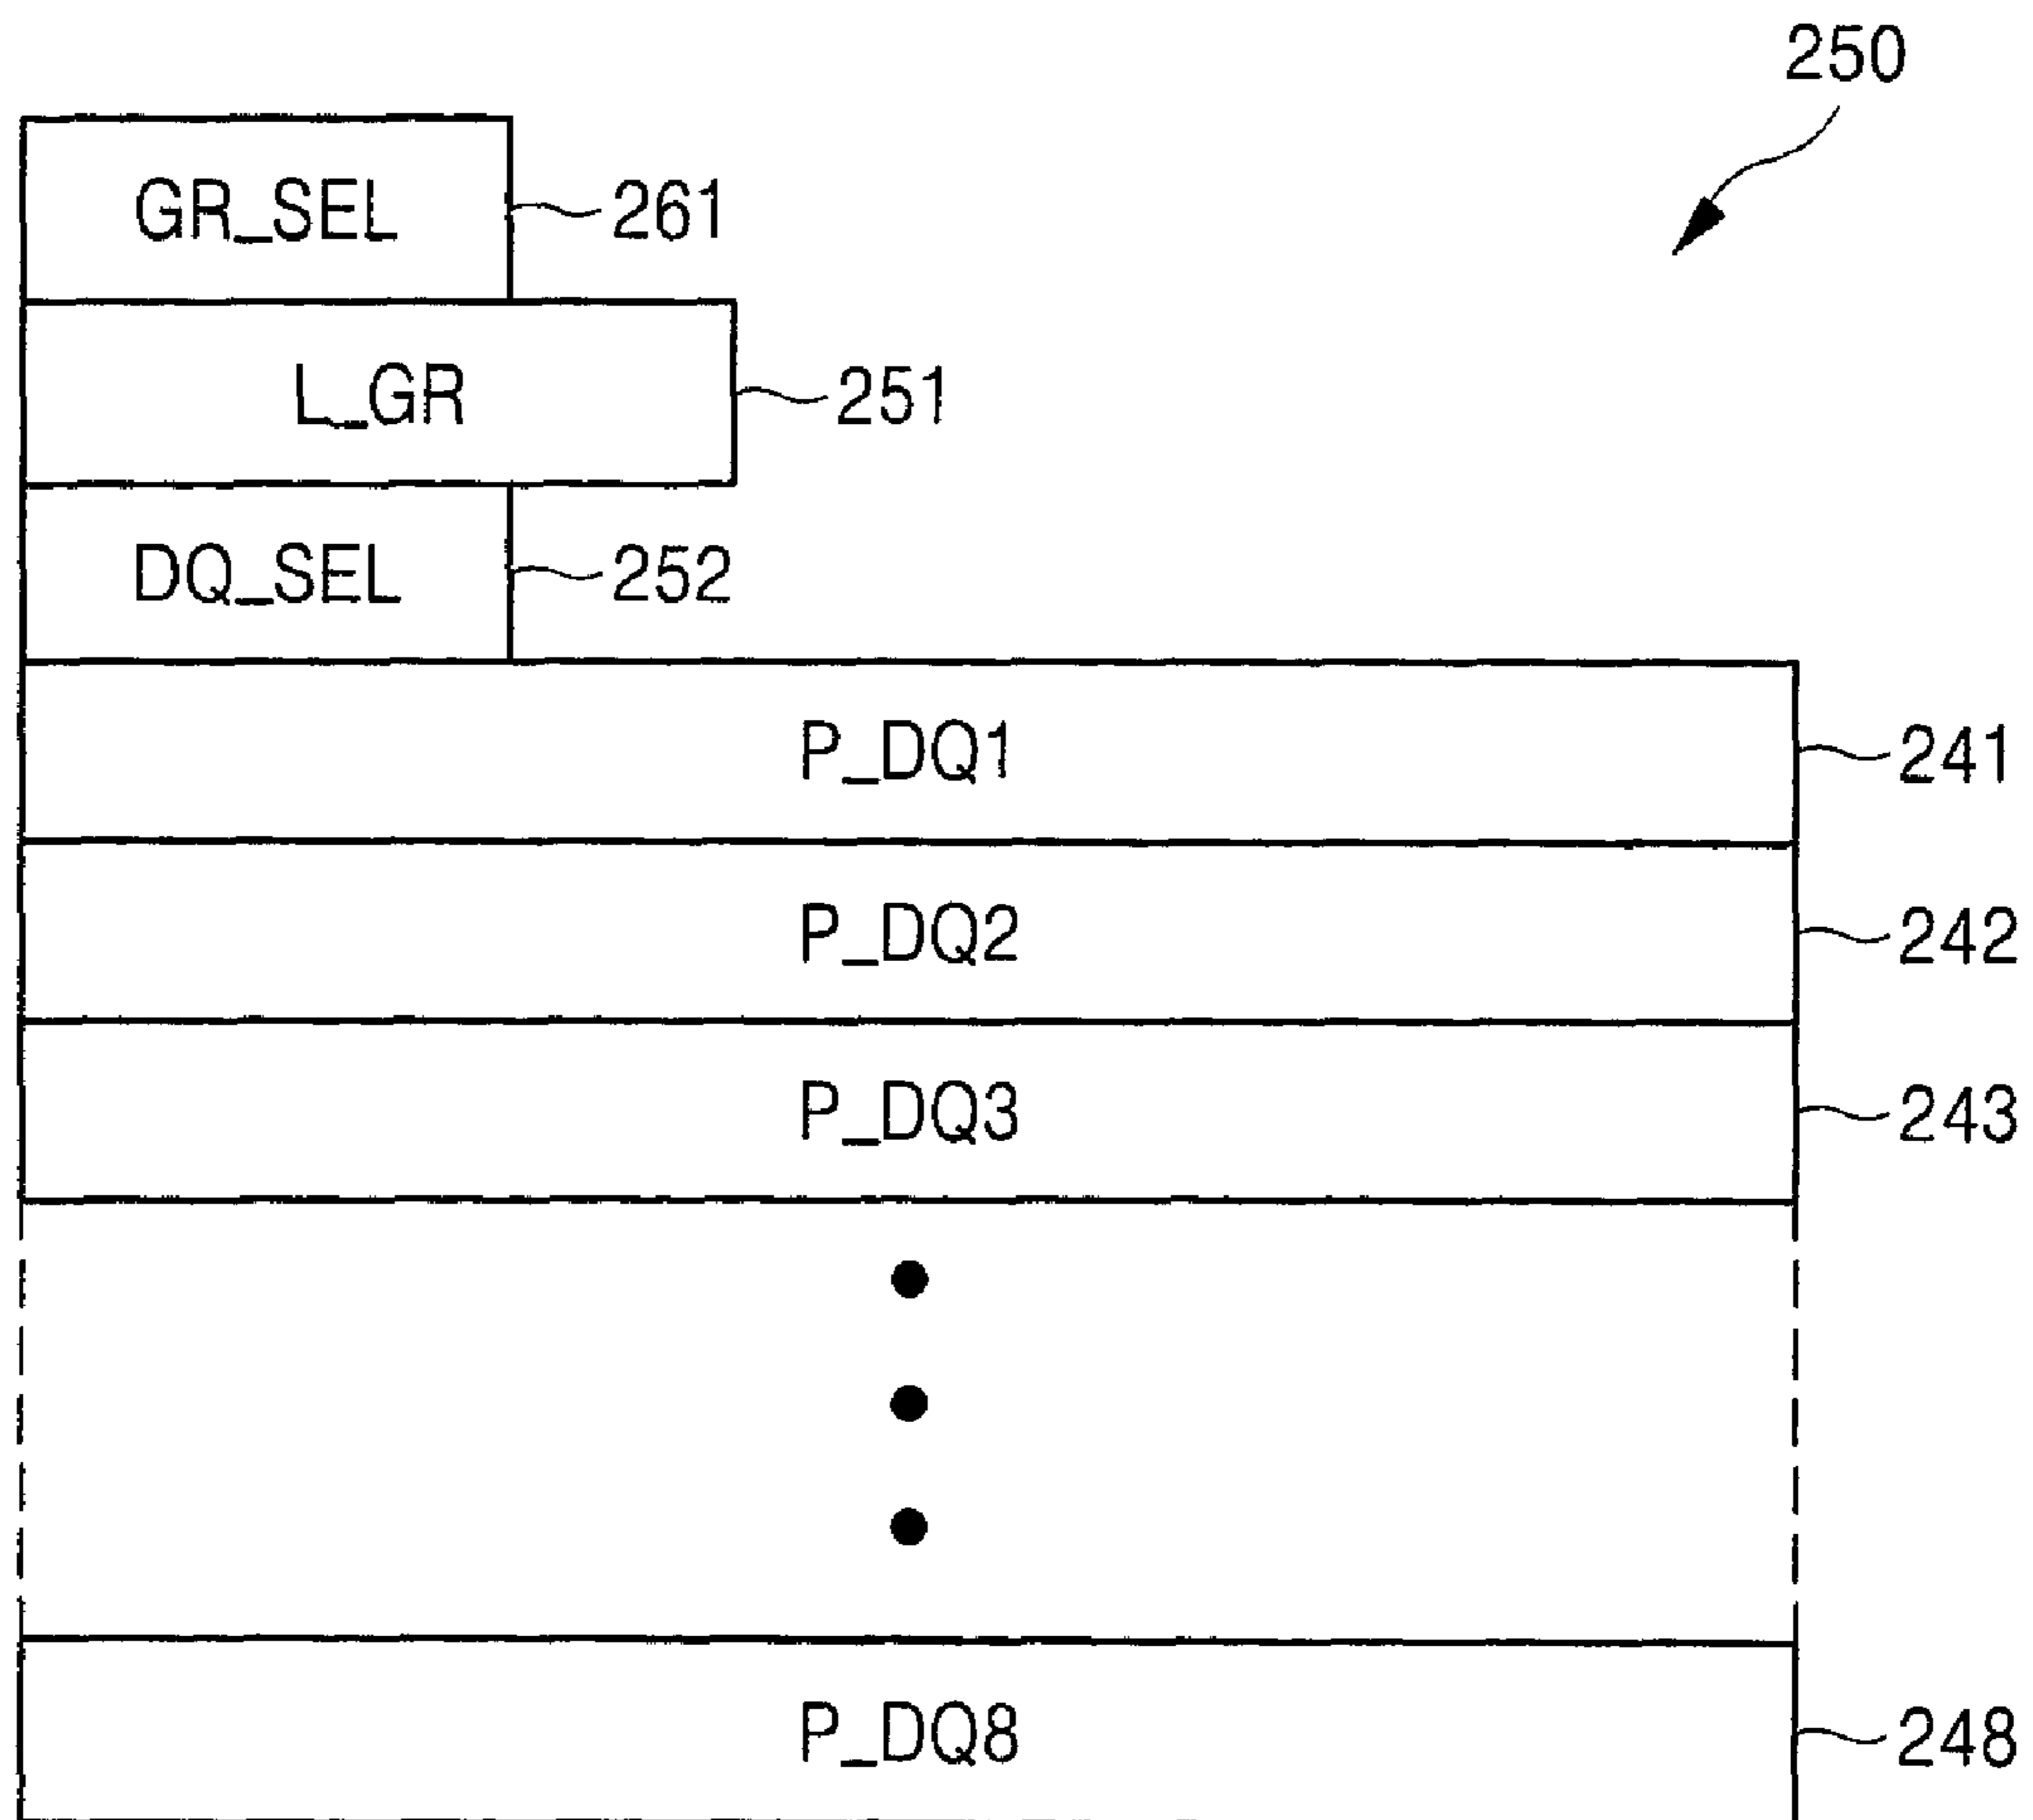 250
GR_SEL 261
L_GR 251
DQ_SEL 252
P_DQ1 241
P_DQ2 242
P_DQ3 243
P_DQ8 248